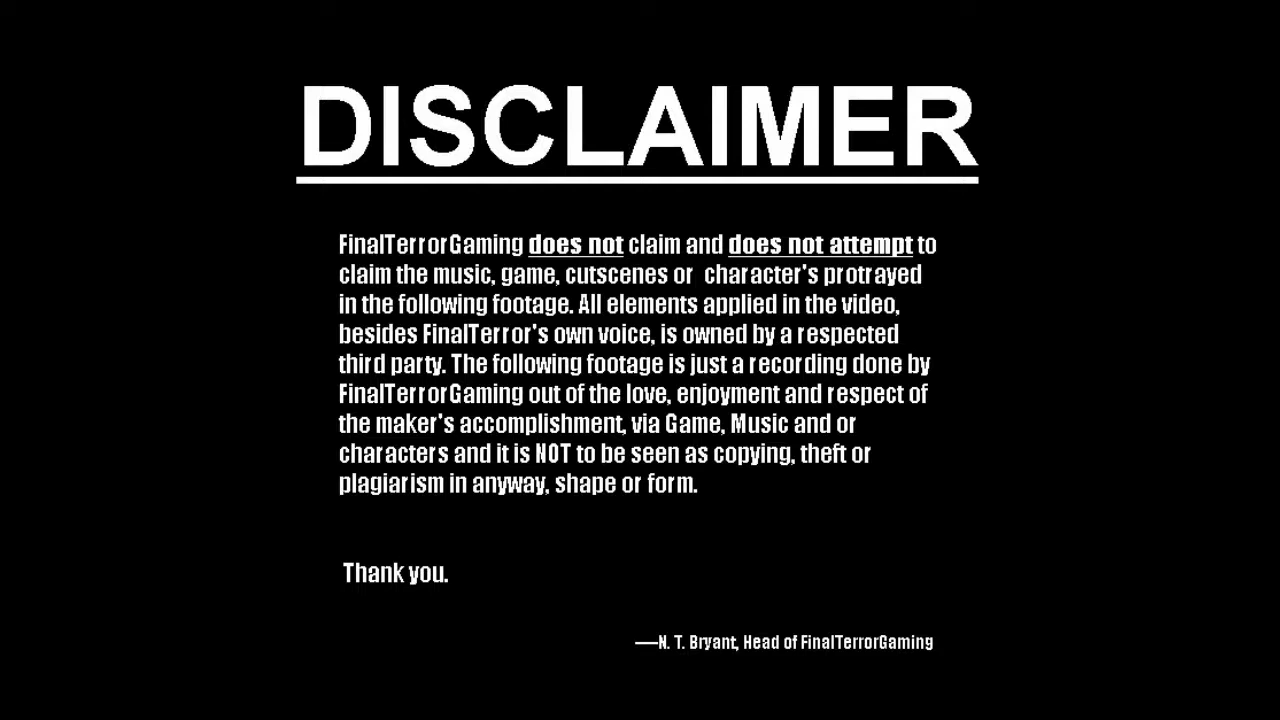 DISCLAIMER
FinalTerrorGaming does not claim and does not attempt to
claim the music, game, cutscenes or character's protrayed
in the following footage. All elements applied in the video,
besides FinalTerror's own voice, is owned by a respected
third party. The following footage is just a recording done by
FinalTerrorGaming out of the love, enjoyment and respect of
the maker's accomplishment, via Game, Music and or
characters and it is NOT to be seen as copying, theft or
plagiarism in anyway, shape or form.
Thank you.
—N. T. Bryant, Head of FinalTerrorGaming